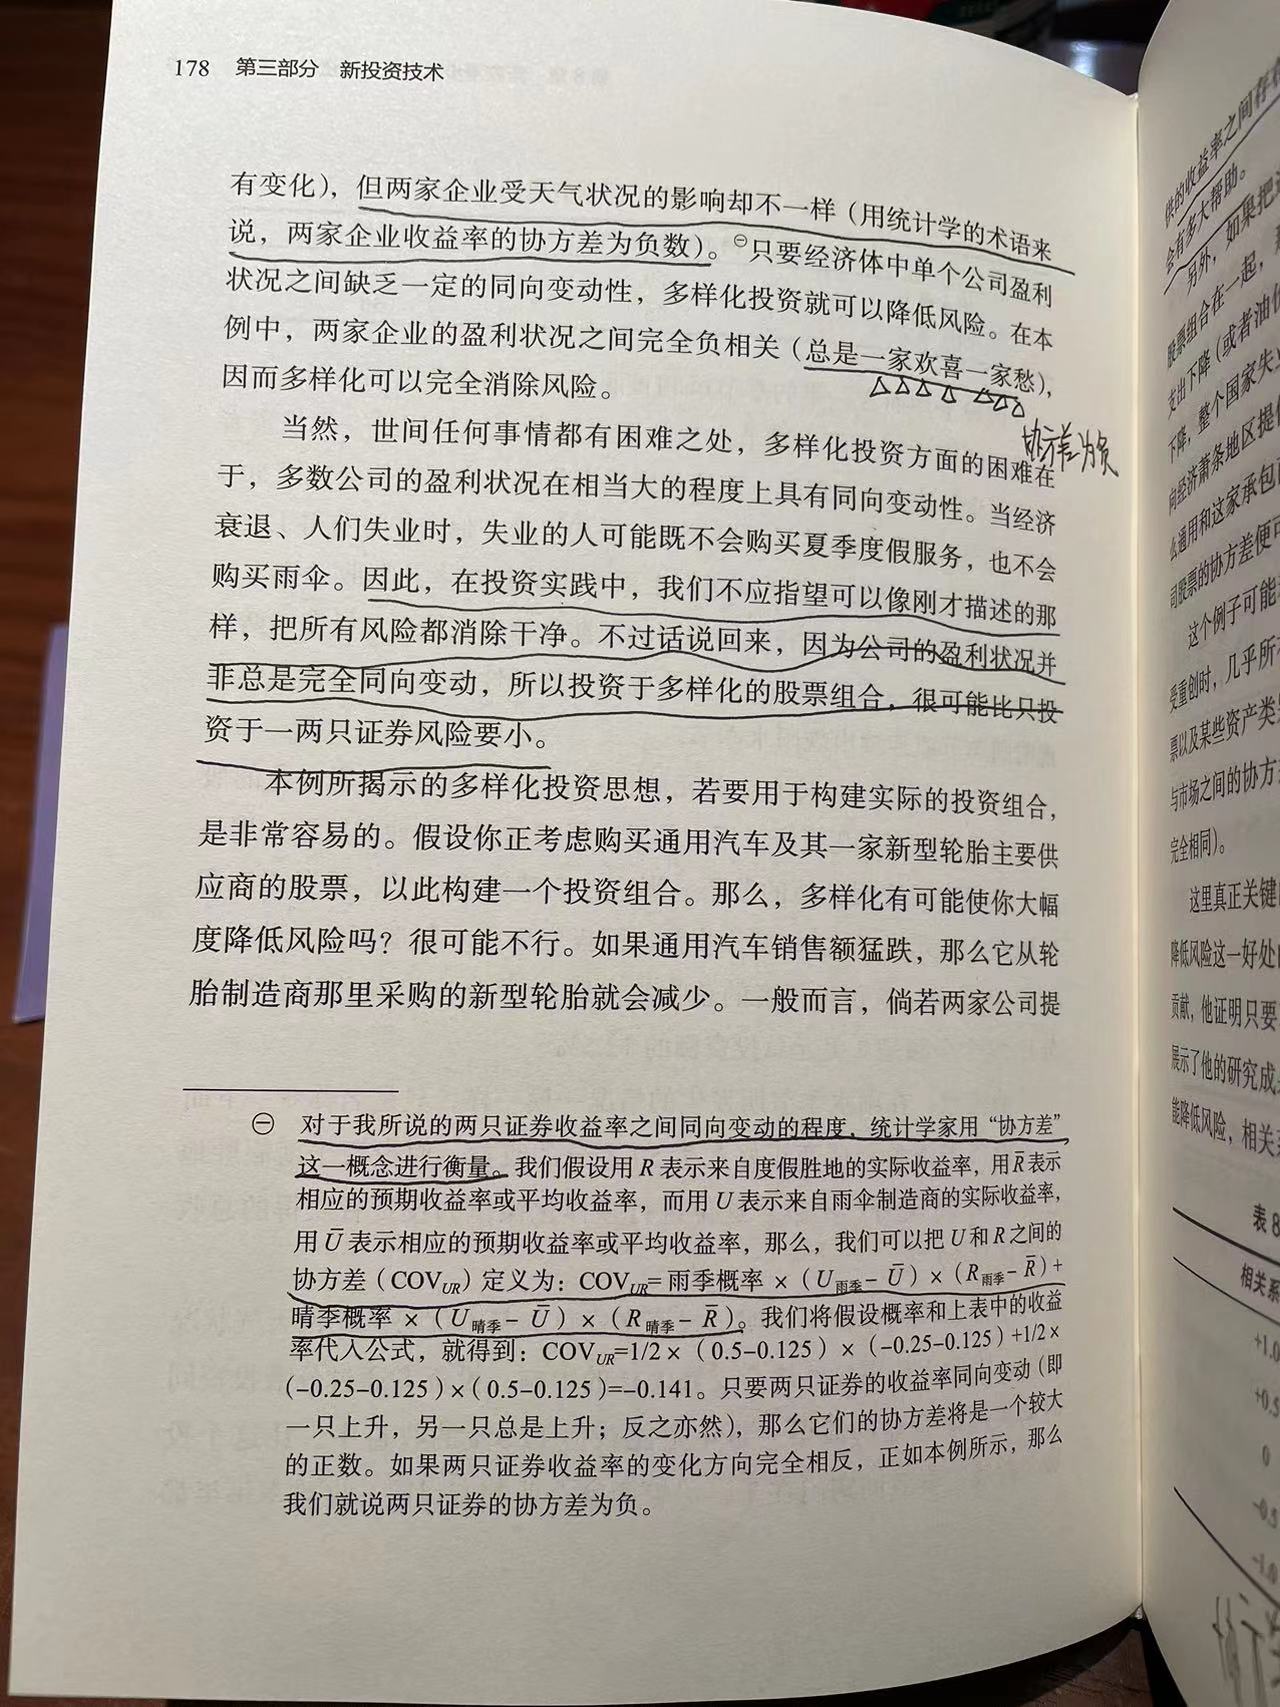 178 第三部分 新投资技术
有变化），但两家企业受天气状况的影响却不一样（用统计学的术语来
说，两家企业收益率的协方差为负数）。㊀只要经济体中单个公司盈利
状况之间缺乏一定的同向变动性，多样化投资就可以降低风险。在本
例中，两家企业的盈利状况之间完全负相关（总是一家欢喜一家愁），
因而多样化可以完全消除风险。
协方差为负
当然，世间任何事情都有困难之处，多样化投资方面的困难在
于，多数公司的盈利状况在相当大的程度上具有同向变动性。当经济
衰退、人们失业时，失业的人可能既不会购买夏季度假服务，也不会
购买雨伞。因此，在投资实践中，我们不应指望可以像刚才描述的那
样，把所有风险都消除干净。不过话说回来，因为公司的盈利状况并
非总是完全同向变动，所以投资于多样化的股票组合，很可能比只投
资于一两只证券风险要小。
本例所揭示的多样化投资思想，若要用于构建实际的投资组合，
是非常容易的。假设你正考虑购买通用汽车及其一家新型轮胎主要供
应商的股票，以此构建一个投资组合。那么，多样化有可能使你大幅
度降低风险吗？很可能不行。如果通用汽车销售额猛跌，那么它从轮
胎制造商那里采购的新型轮胎就会减少。一般而言，倘若两家公司提
㊀ 对于我所说的两只证券收益率之间同向变动的程度，统计学家用“协方差”
这一概念进行衡量。我们假设用 R 表示来自度假胜地的实际收益率，用R̄表示
相应的预期收益率或平均收益率，而用 U 表示来自雨伞制造商的实际收益率，
用 Ū 表示相应的预期收益率或平均收益率，那么，我们可以把 U 和 R 之间的
协方差（COV_UR）定义为：COV_UR= 雨季概率 ×（U雨季− Ū）×（R雨季− R̄）+
晴季概率 ×（U晴季− Ū）×（R晴季− R̄）。我们将假设概率和上表中的收益
率代入公式，就得到：COV_UR=1/2×（0.5−0.125）×（−0.25−0.125）+1/2×
（−0.25−0.125）×（0.5−0.125）=−0.141。只要两只证券的收益率同向变动（即
一只上升，另一只总是上升；反之亦然），那么它们的协方差将是一个较大
的正数。如果两只证券收益率的变化方向完全相反，正如本例所示，那么
我们就说两只证券的协方差为负。
供的收益率之间存在
会有多大帮助。
另外，如果把
股票组合在一起，
支出下降（或者油价
下降，整个国家失
向经济萧条地区提
么通用和这家承包
司股票的协方差便
这个例子可能
受重创时，几乎所
票以及某些资产类
与市场之间的协方
完全相同）。
这里真正关键
降低风险这一好处
贡献，他证明只要
展示了他的研究成
能降低风险，相关
表 8
相关系
+1.0
+0.5
0
−0.5
−1.0